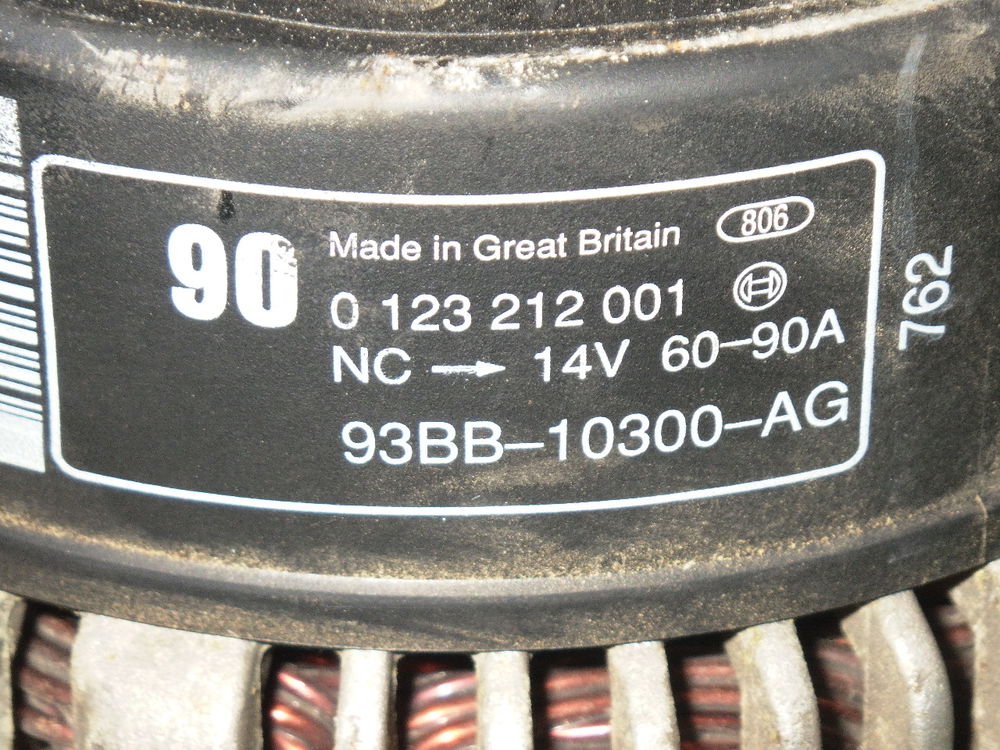 90
Made in Great Britain 806
0 123 212 001
NC → 14V 60–90A
93BB–10300–AG
762